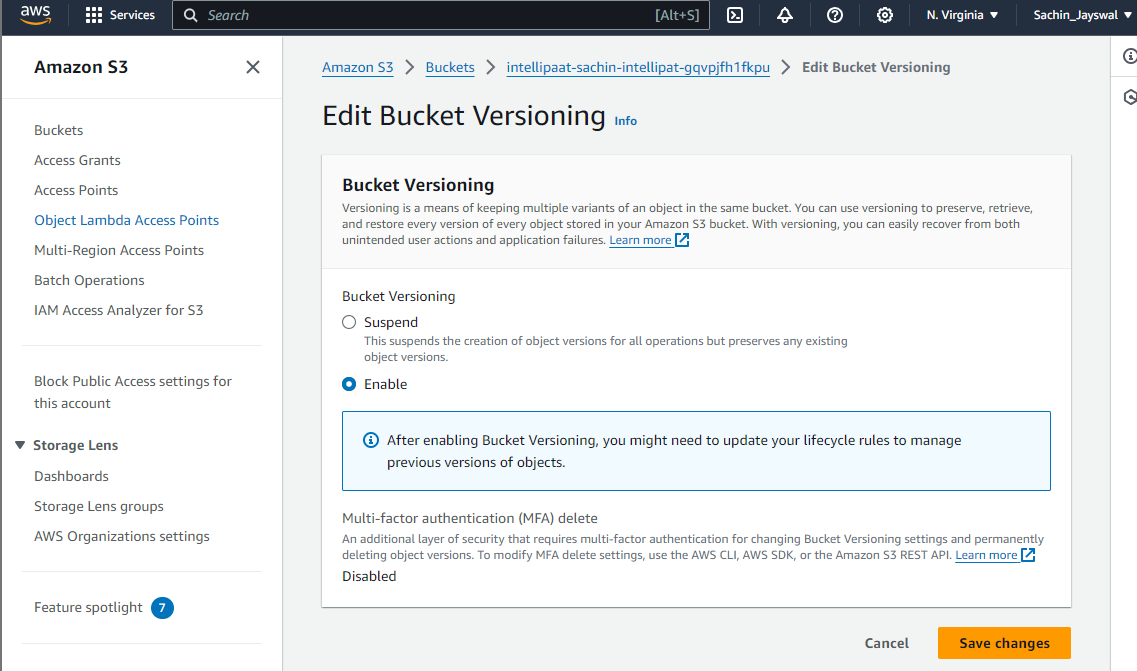 aws
Services
Search
[Alt+S]
N. Virginia
Sachin_Jayswal
Amazon S3
Buckets
Access Grants
Access Points
Object Lambda Access Points
Multi-Region Access Points
Batch Operations
IAM Access Analyzer for S3
Block Public Access settings for
this account
Storage Lens
Dashboards
Storage Lens groups
AWS Organizations settings
Feature spotlight 7
Amazon S3 > Buckets > intellipaat-sachin-intellipat-gqvpjfh1fkpu > Edit Bucket Versioning
Edit Bucket Versioning Info
Bucket Versioning
Versioning is a means of keeping multiple variants of an object in the same bucket. You can use versioning to preserve, retrieve,
and restore every version of every object stored in your Amazon S3 bucket. With versioning, you can easily recover from both
unintended user actions and application failures. Learn more
Bucket Versioning
Suspend
This suspends the creation of object versions for all operations but preserves any existing
object versions.
Enable
After enabling Bucket Versioning, you might need to update your lifecycle rules to manage
previous versions of objects.
Multi-factor authentication (MFA) delete
An additional layer of security that requires multi-factor authentication for changing Bucket Versioning settings and permanently
deleting object versions. To modify MFA delete settings, use the AWS CLI, AWS SDK, or the Amazon S3 REST API. Learn more
Disabled
Cancel
Save changes